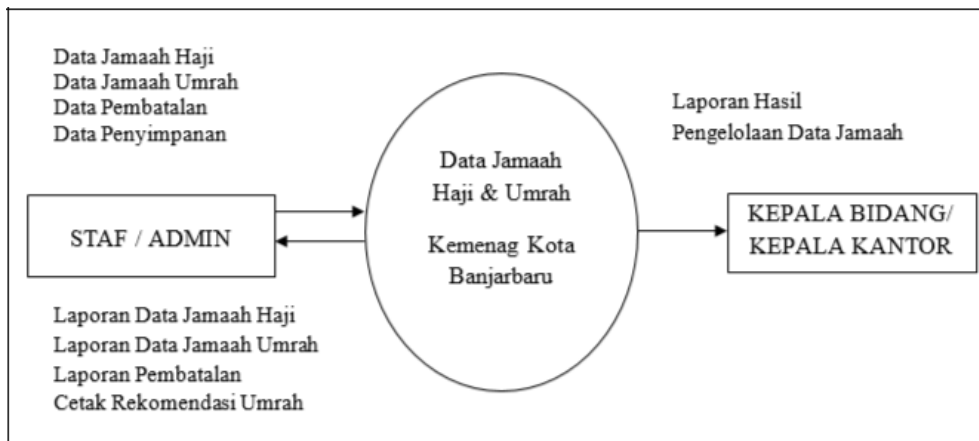 Data Jamaah Haji
Data Jamaah Umrah
Data Pembatalan
Data Penyimpanan
STAF / ADMIN
Laporan Data Jamaah Haji
Laporan Data Jamaah Umrah
Laporan Pembatalan
Cetak Rekomendasi Umrah
Data Jamaah
Haji & Umrah
Kemenag Kota
Banjarbaru
Laporan Hasil
Pengelolaan Data Jamaah
KEPALA BIDANG/
KEPALA KANTOR